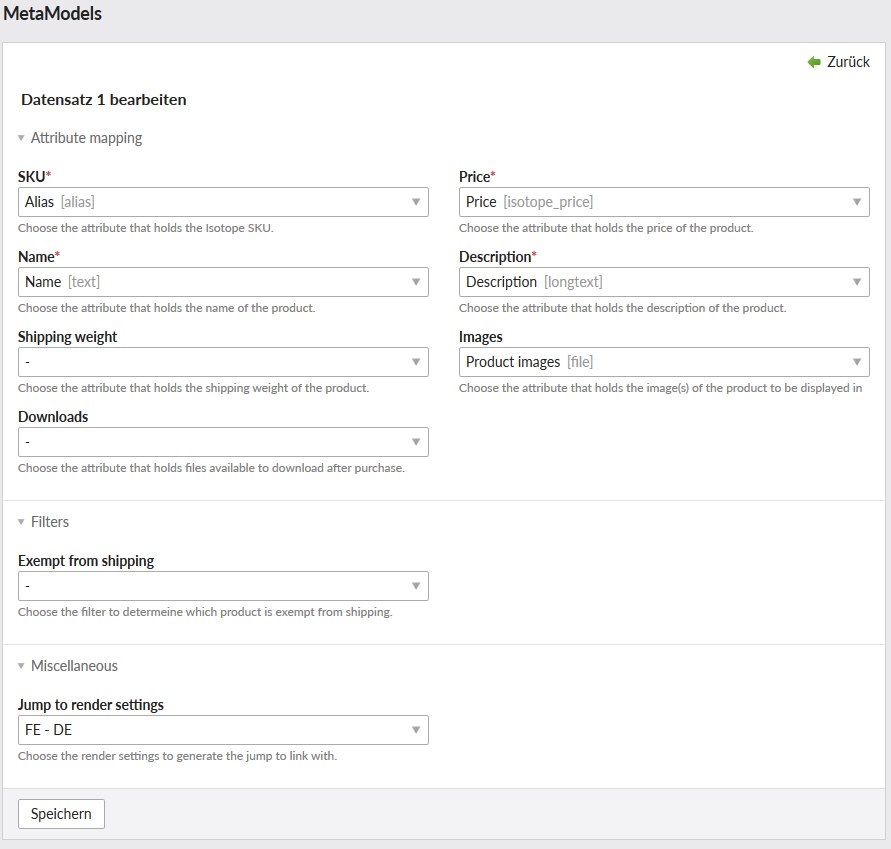 MetaModels
Zurück
Datensatz 1 bearbeiten
Attribute mapping
SKU*
Price*
Alias [alias]
Price [isotope_price]
Choose the attribute that holds the Isotope SKU.
Choose the attribute that holds the price of the product.
Name*
Description*
Name [text]
Description [longtext]
Choose the attribute that holds the name of the product.
Choose the attribute that holds the description of the product.
Shipping weight
Images
-
Product images [file]
Choose the attribute that holds the shipping weight of the product.
Choose the attribute that holds the image(s) of the product to be displayed in
Downloads
-
Choose the attribute that holds files available to download after purchase.
Filters
Exempt from shipping
-
Choose the filter to determeine which product is exempt from shipping.
Miscellaneous
Jump to render settings
FE - DE
Choose the render settings to generate the jump to link with.
Speichern